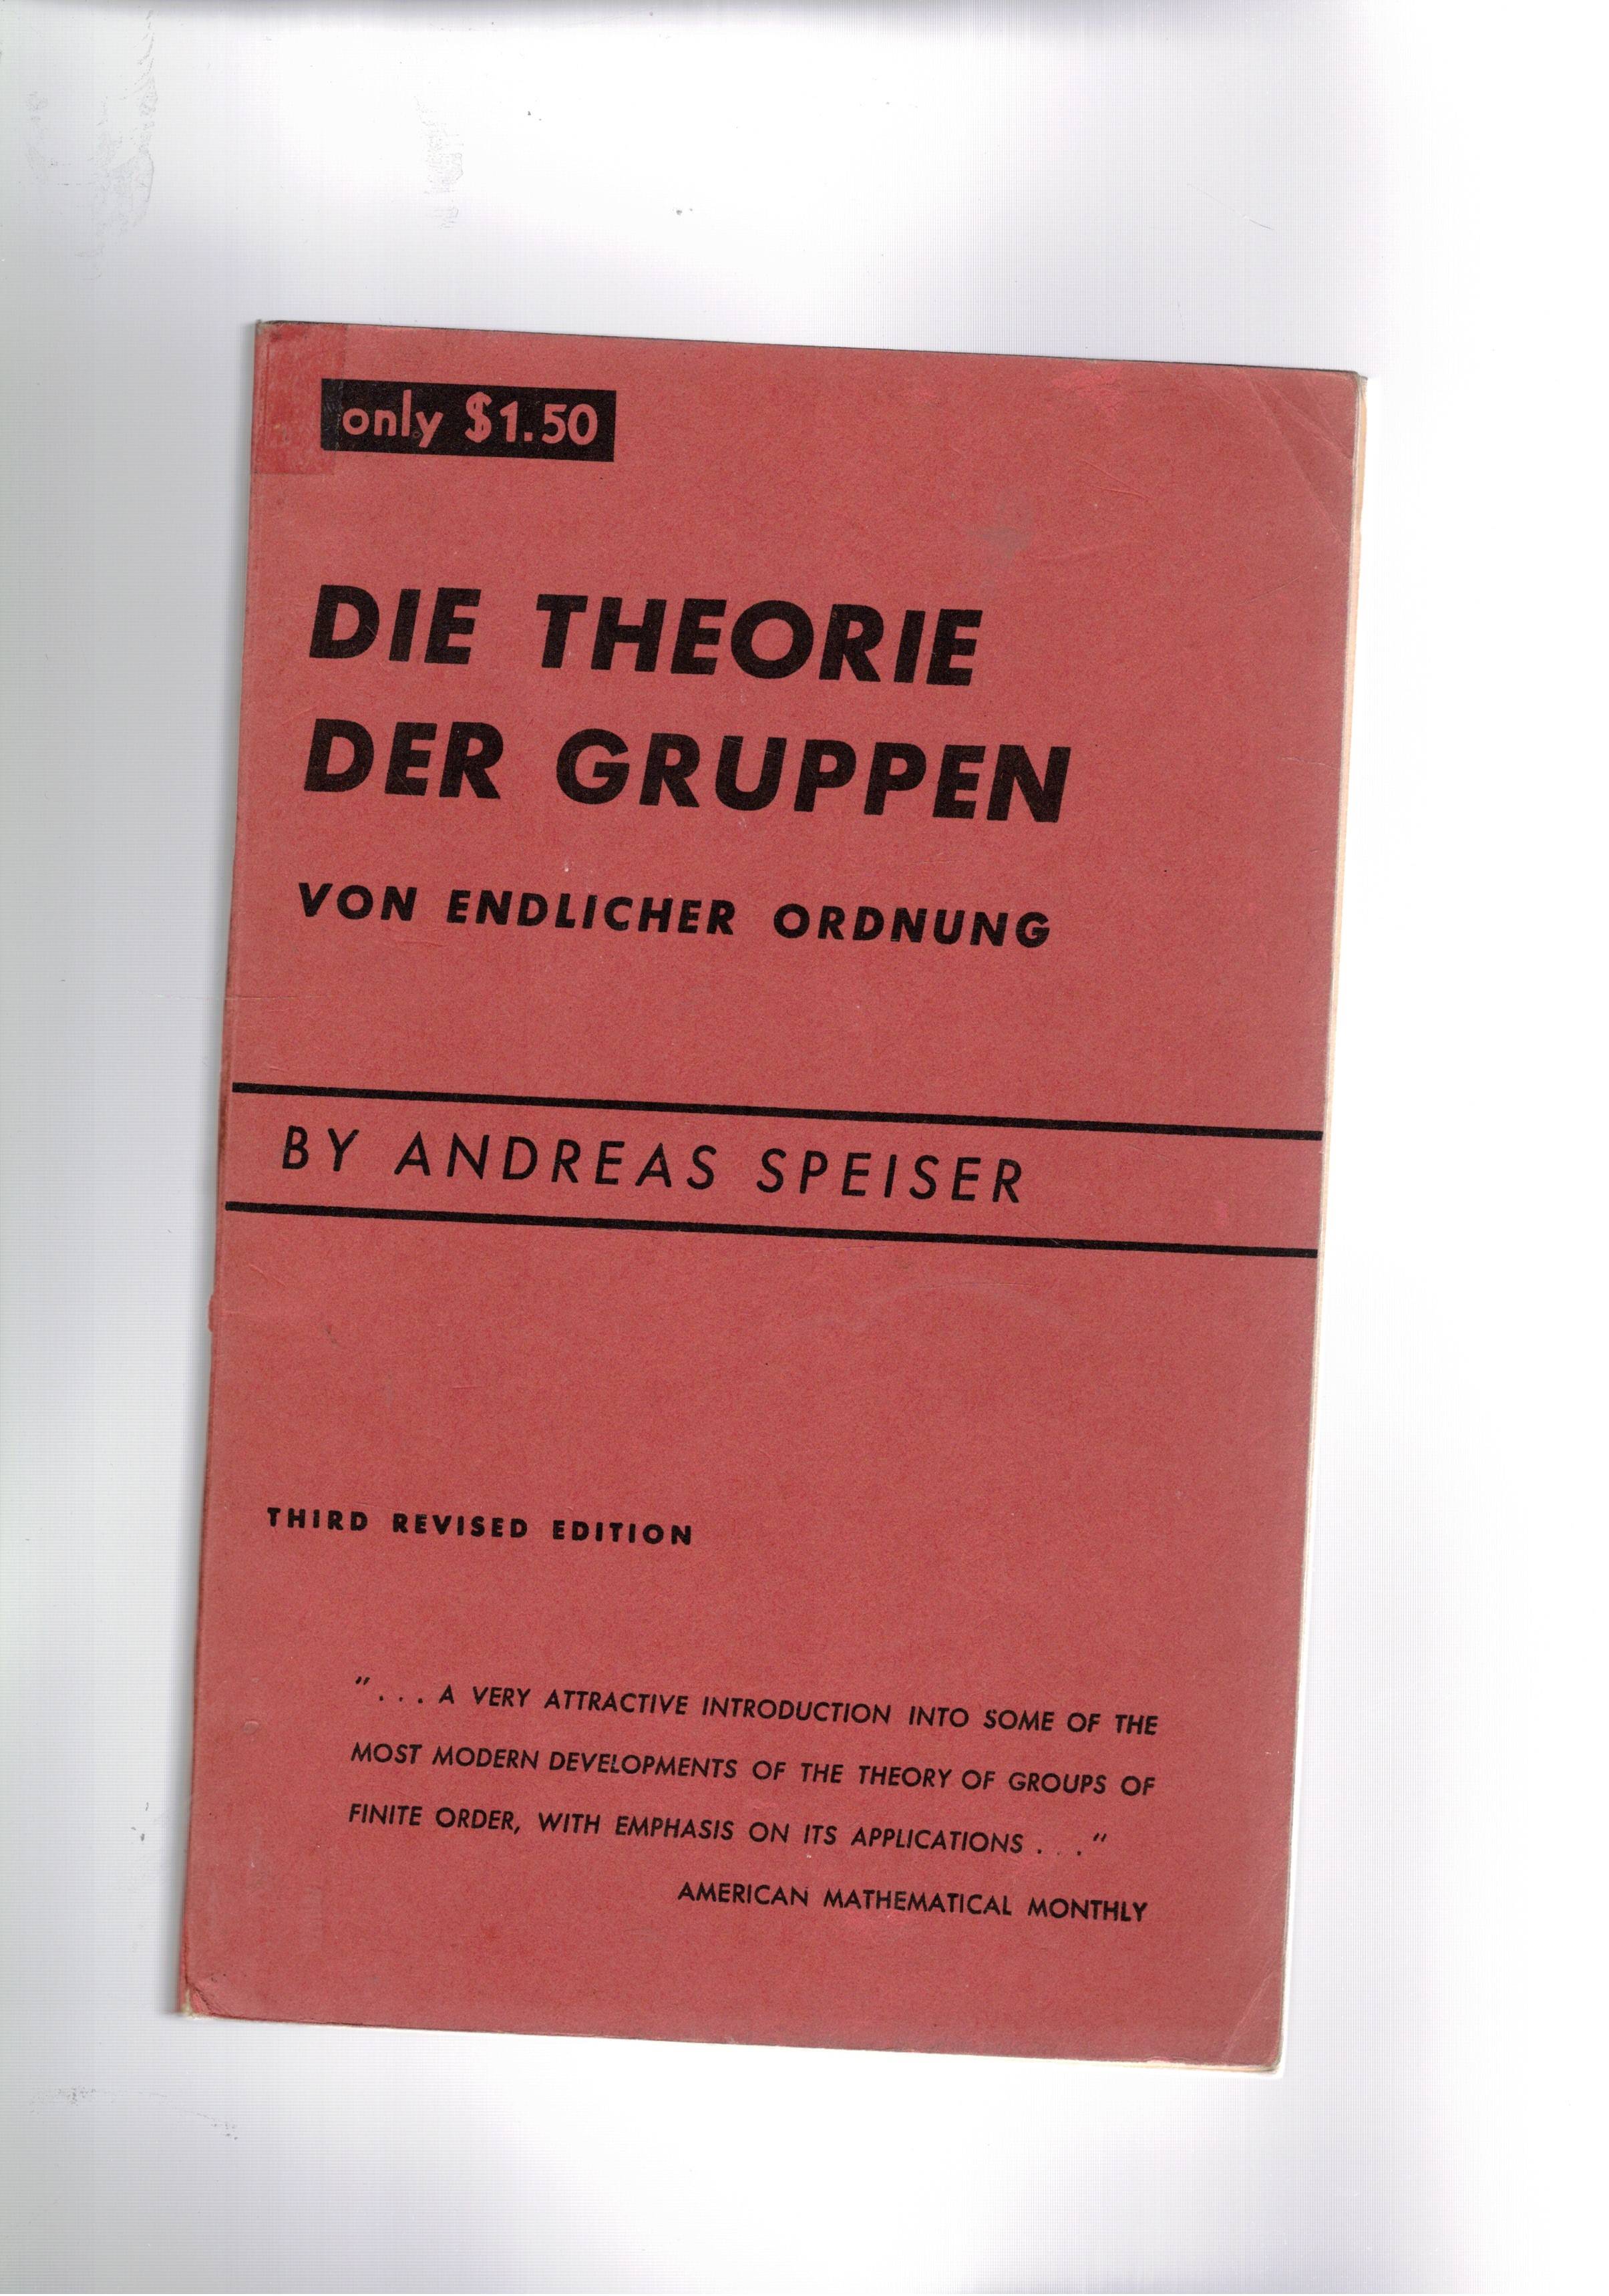 only $1.50
DIE THEORIE
DER GRUPPEN
VON ENDLICHER ORDNUNG
BY ANDREAS SPEISER
THIRD REVISED EDITION
"... A VERY ATTRACTIVE INTRODUCTION INTO SOME OF THE
MOST MODERN DEVELOPMENTS OF THE THEORY OF GROUPS OF
FINITE ORDER, WITH EMPHASIS ON ITS APPLICATIONS ..."
AMERICAN MATHEMATICAL MONTHLY